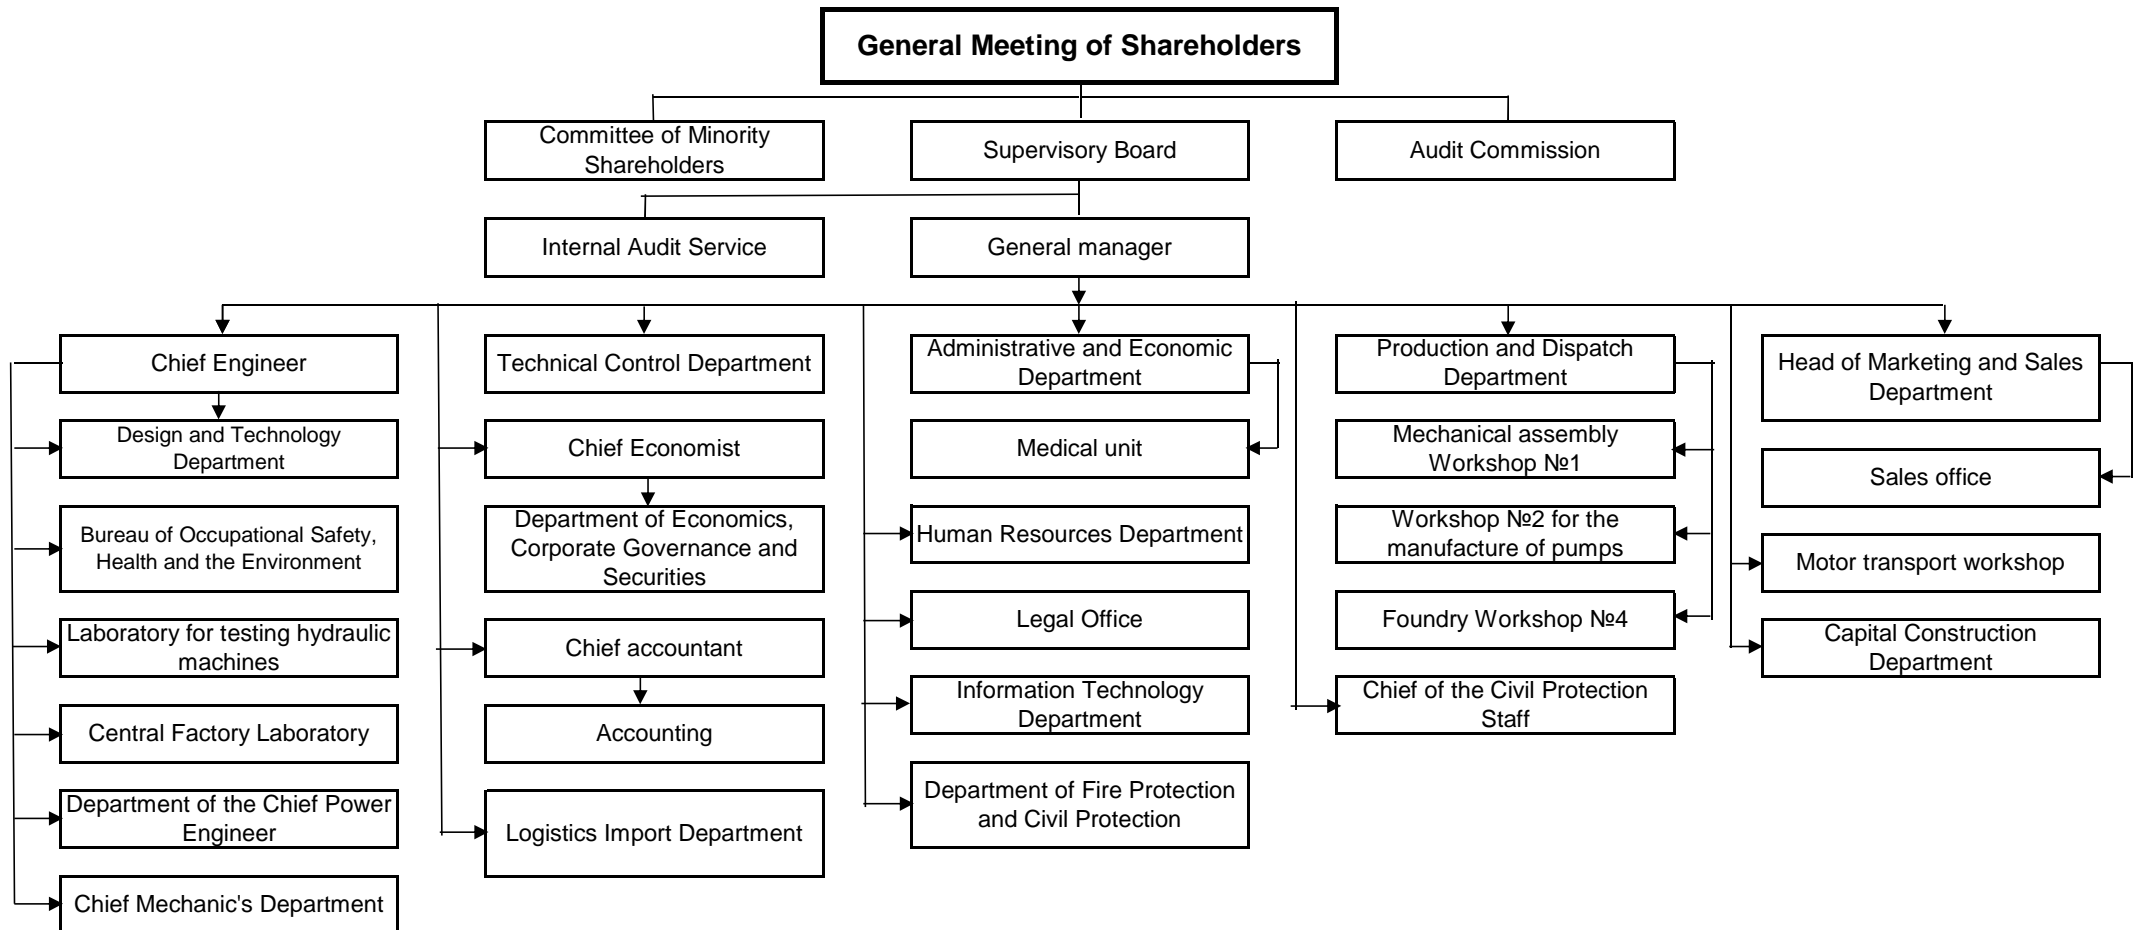 General Meeting of Shareholders
Committee of Minority
Shareholders
Supervisory Board
Audit Commission
Internal Audit Service
General manager
Chief Engineer
Technical Control Department
Administrative and Economic
Department
Production and Dispatch
Department
Head of Marketing and Sales
Department
Design and Technology
Department
Chief Economist
Medical unit
Mechanical assembly
Workshop №1
Sales office
Bureau of Occupational Safety,
Health and the Environment
Department of Economics,
Corporate Governance and
Securities
Human Resources Department
Workshop №2 for the
manufacture of pumps
Motor transport workshop
Laboratory for testing hydraulic
machines
Chief accountant
Legal Office
Foundry Workshop №4
Capital Construction
Department
Central Factory Laboratory
Accounting
Information Technology
Department
Chief of the Civil Protection
Staff
Department of the Chief Power
Engineer
Logistics Import Department
Department of Fire Protection
and Civil Protection
Chief Mechanic's Department